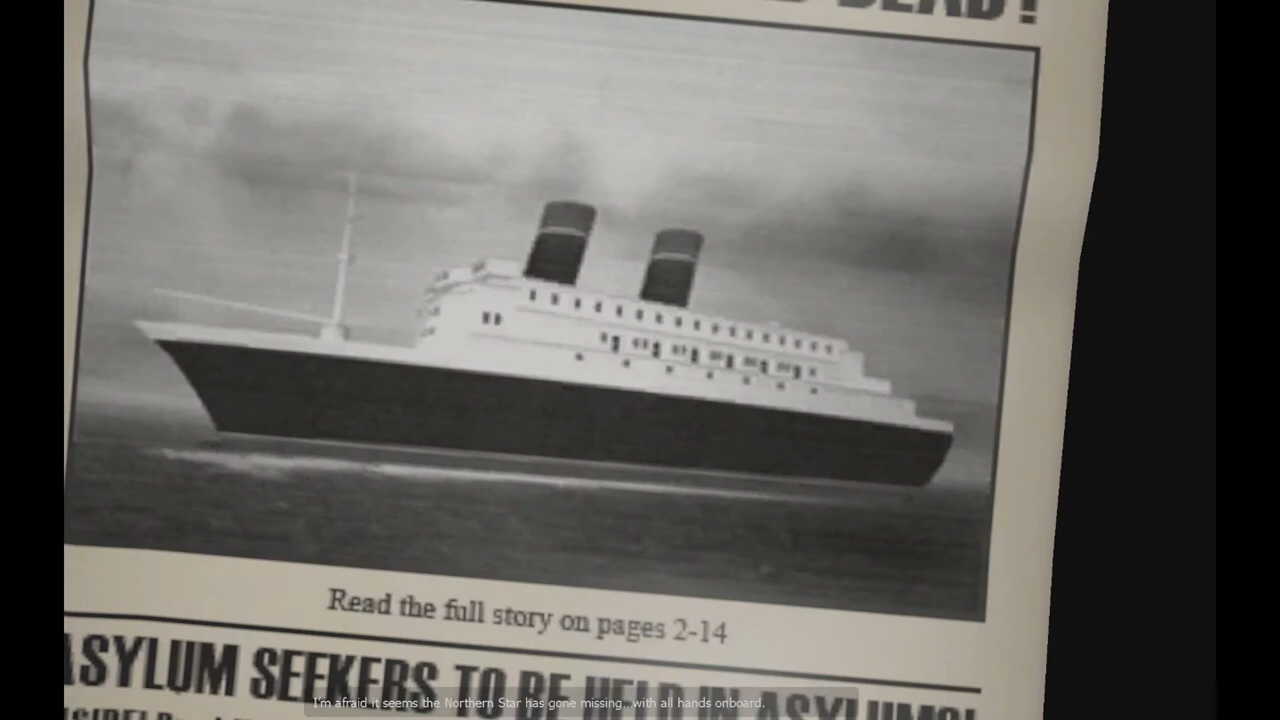 DEAD!
Read the full story on pages 2-14
ASYLUM SEEKERS TO BE HELD IN ASYLUMS!
I'm afraid it seems the Northern Star has gone missing...with all hands onboard.